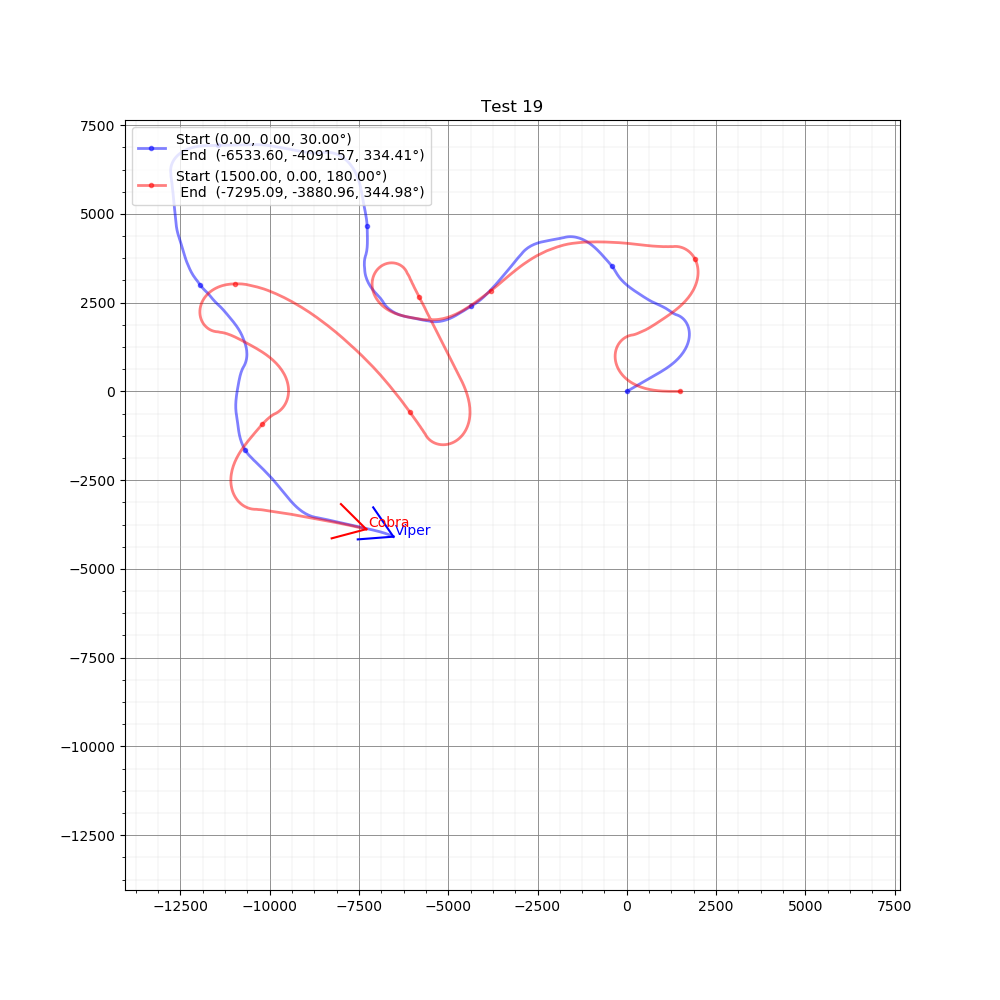 Test 19
Start (0.00, 0.00, 30.00°)
End  (-6533.60, -4091.57, 334.41°)
Start (1500.00, 0.00, 180.00°)
End  (-7295.09, -3880.96, 344.98°)
7500
5000
2500
0
−2500
−5000
−7500
−10000
−12500
Cobra
Viper
−12500 −10000 −7500 −5000 −2500 0 2500 5000 7500